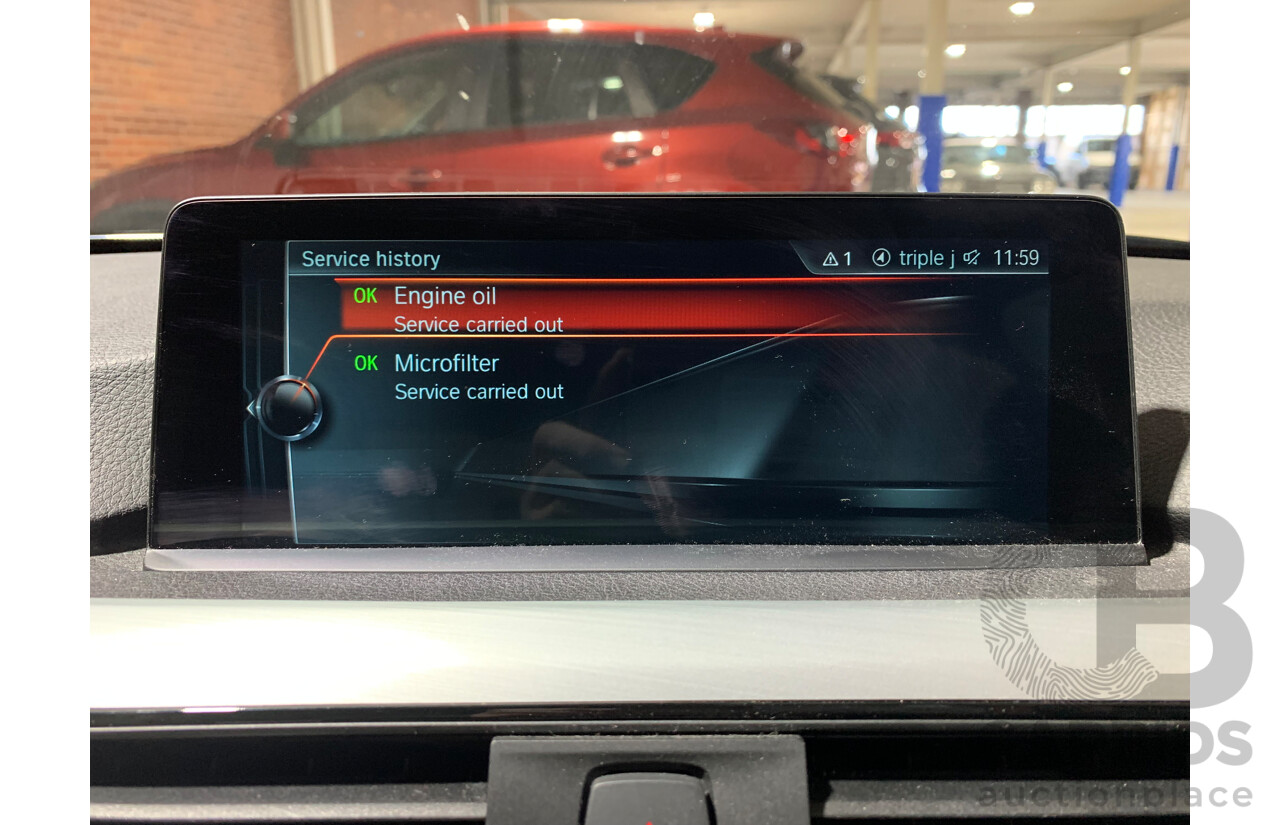 Service history
1 triple j 11:59
OK Engine oil
Service carried out
OK Microfilter
Service carried out
auctionplace